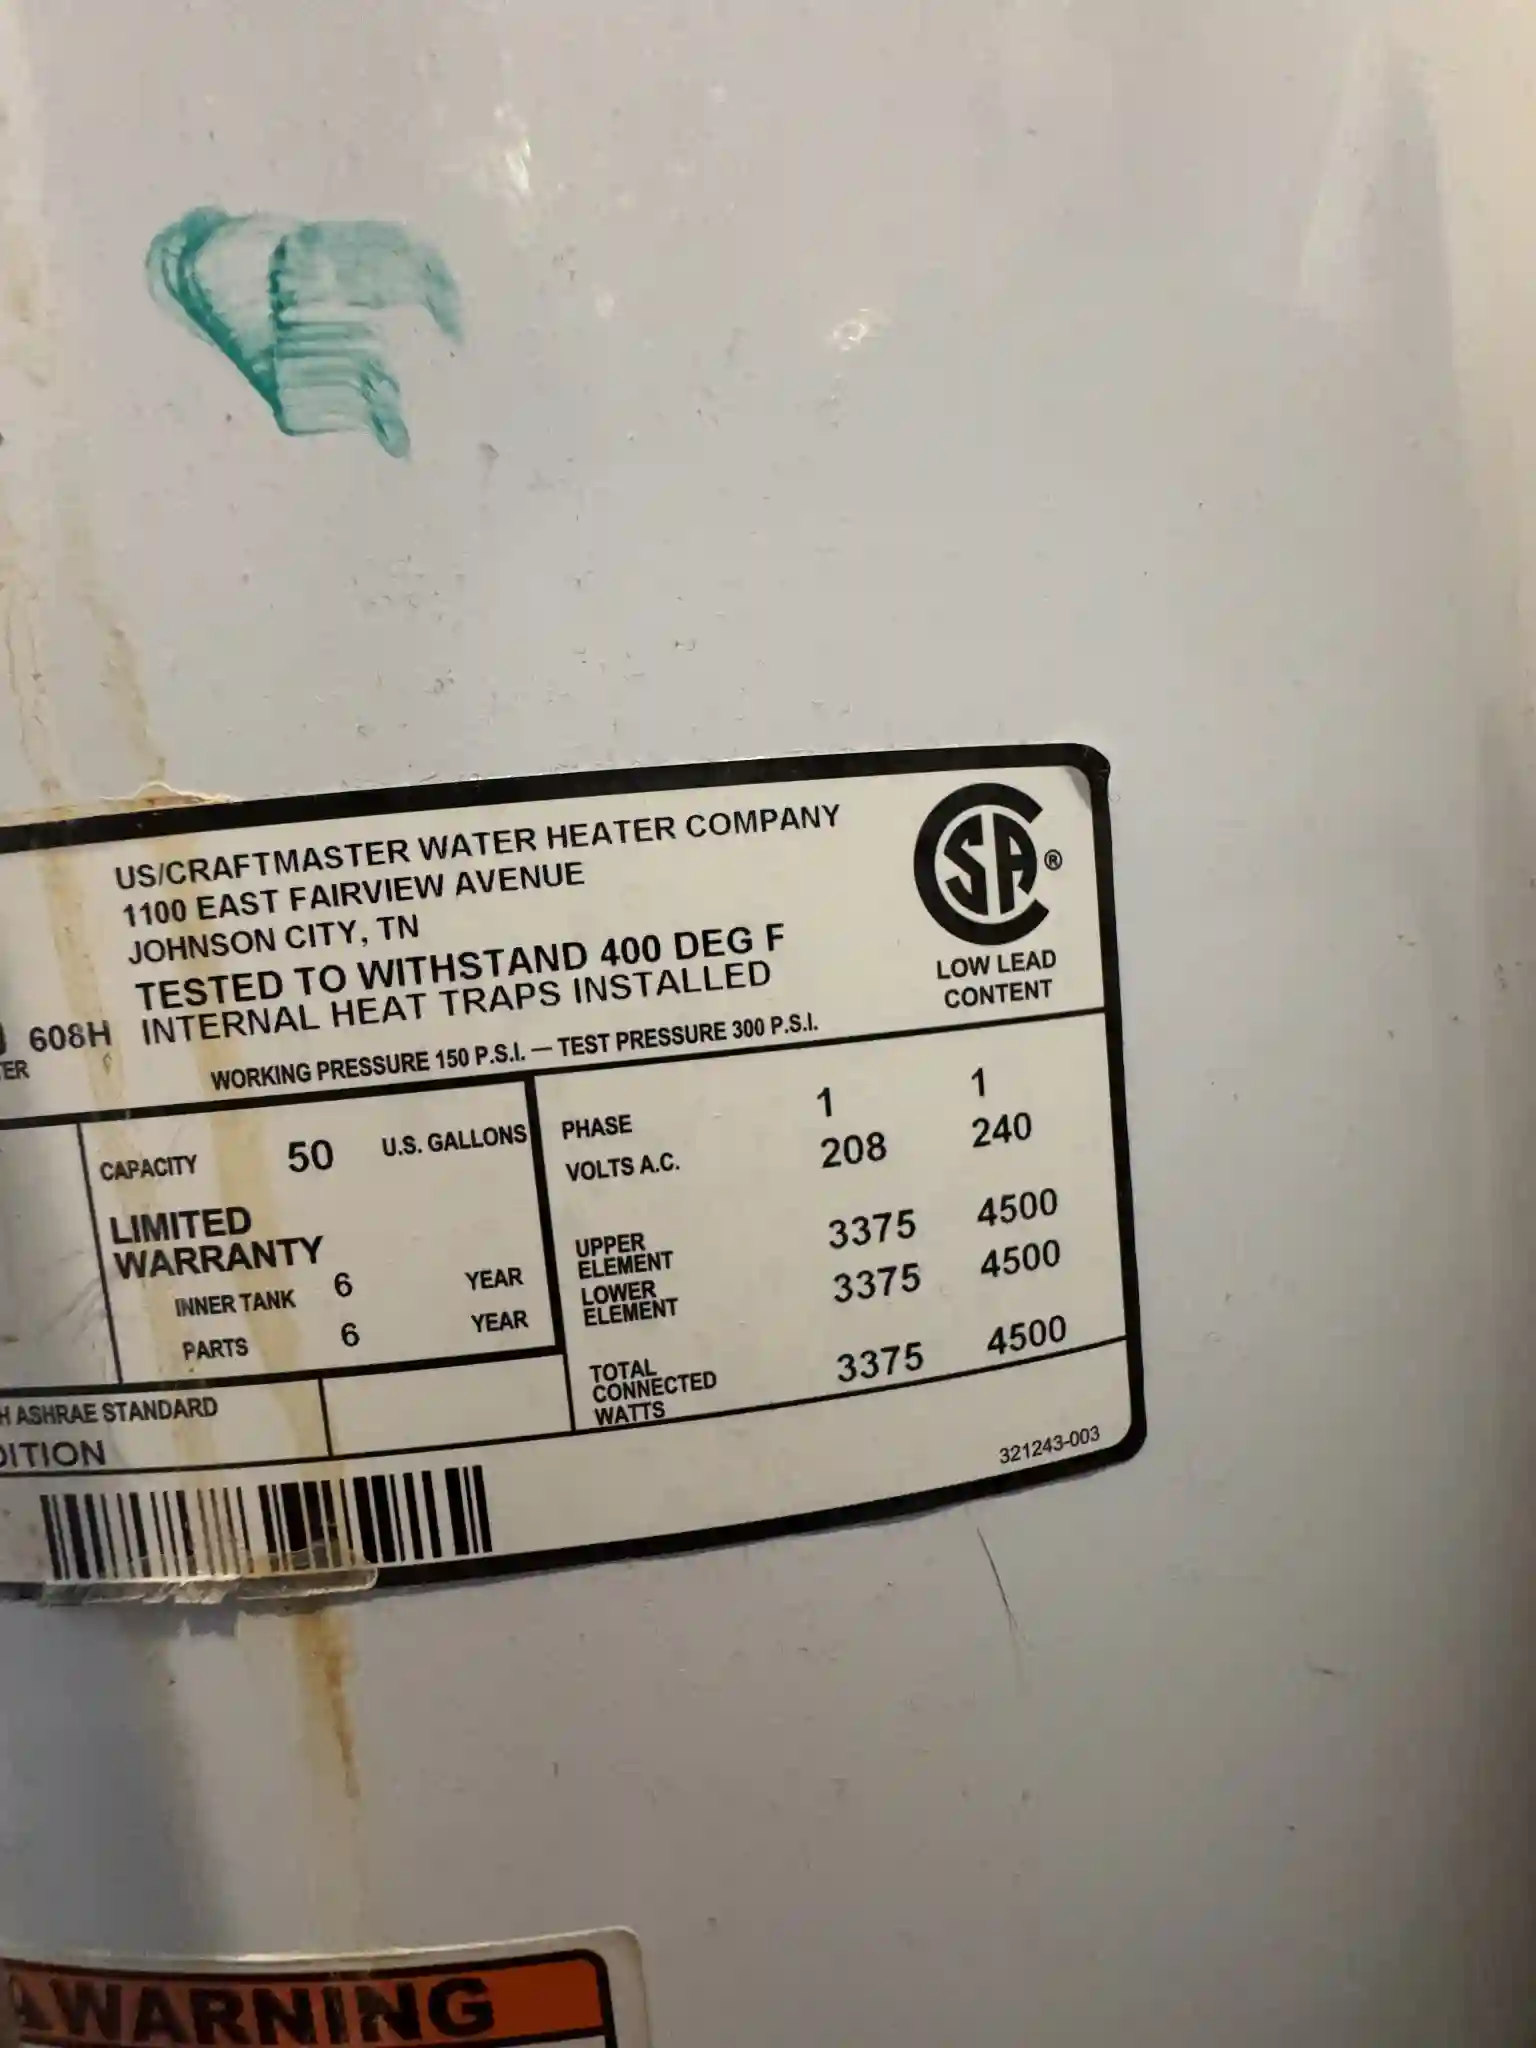 US/CRAFTMASTER WATER HEATER COMPANY
1100 EAST FAIRVIEW AVENUE
JOHNSON CITY, TN
TESTED TO WITHSTAND 400 DEG F
608H INTERNAL HEAT TRAPS INSTALLED
WORKING PRESSURE 150 P.S.I. — TEST PRESSURE 300 P.S.I.
SA ®
LOW LEAD
CONTENT
CAPACITY 50 U.S. GALLONS
LIMITED
WARRANTY
INNER TANK 6 YEAR
PARTS 6 YEAR
PHASE 1 1
VOLTS A.C. 208 240
UPPER
ELEMENT 3375 4500
LOWER
ELEMENT 3375 4500
TOTAL
CONNECTED
WATTS 3375 4500
ASHRAE STANDARD
321243-003
WARNING